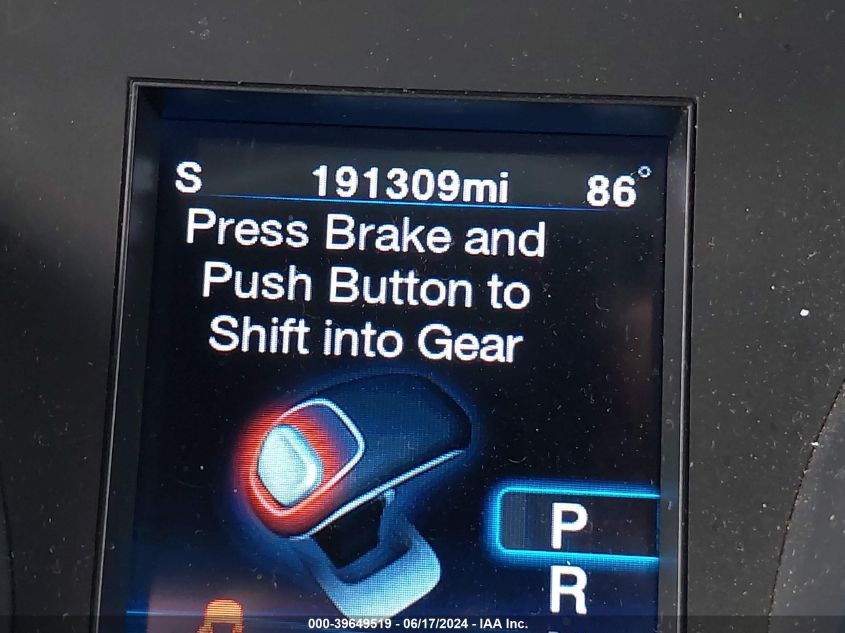 S 191309mi 86°
Press Brake and
Push Button to
Shift into Gear
P
R
000-39649519 - 06/17/2024 - IAA Inc.